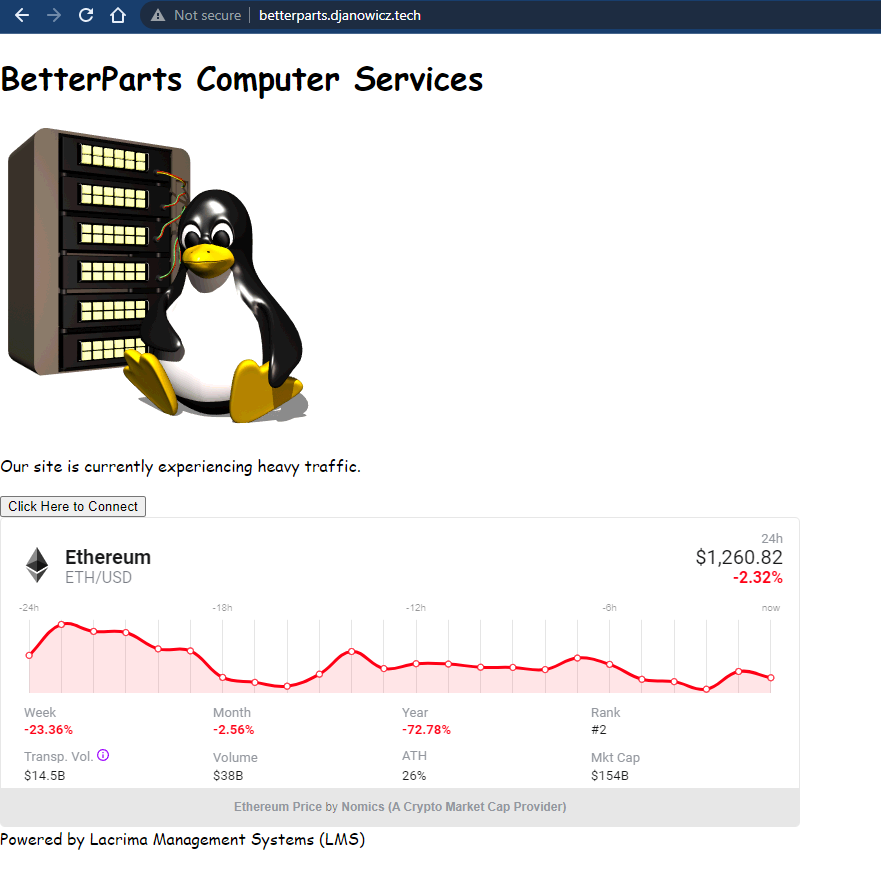 Not secure betterparts.djanowicz.tech
BetterParts Computer Services
Our site is currently experiencing heavy traffic.
Click Here to Connect
Ethereum
ETH/USD
24h
$1,260.82
-2.32%
-24h -18h -12h -6h now
Week Month Year Rank
-23.36% -2.56% -72.78% #2
Transp. Vol. Volume ATH Mkt Cap
$14.5B $38B 26% $154B
Ethereum Price by Nomics (A Crypto Market Cap Provider)
Powered by Lacrima Management Systems (LMS)